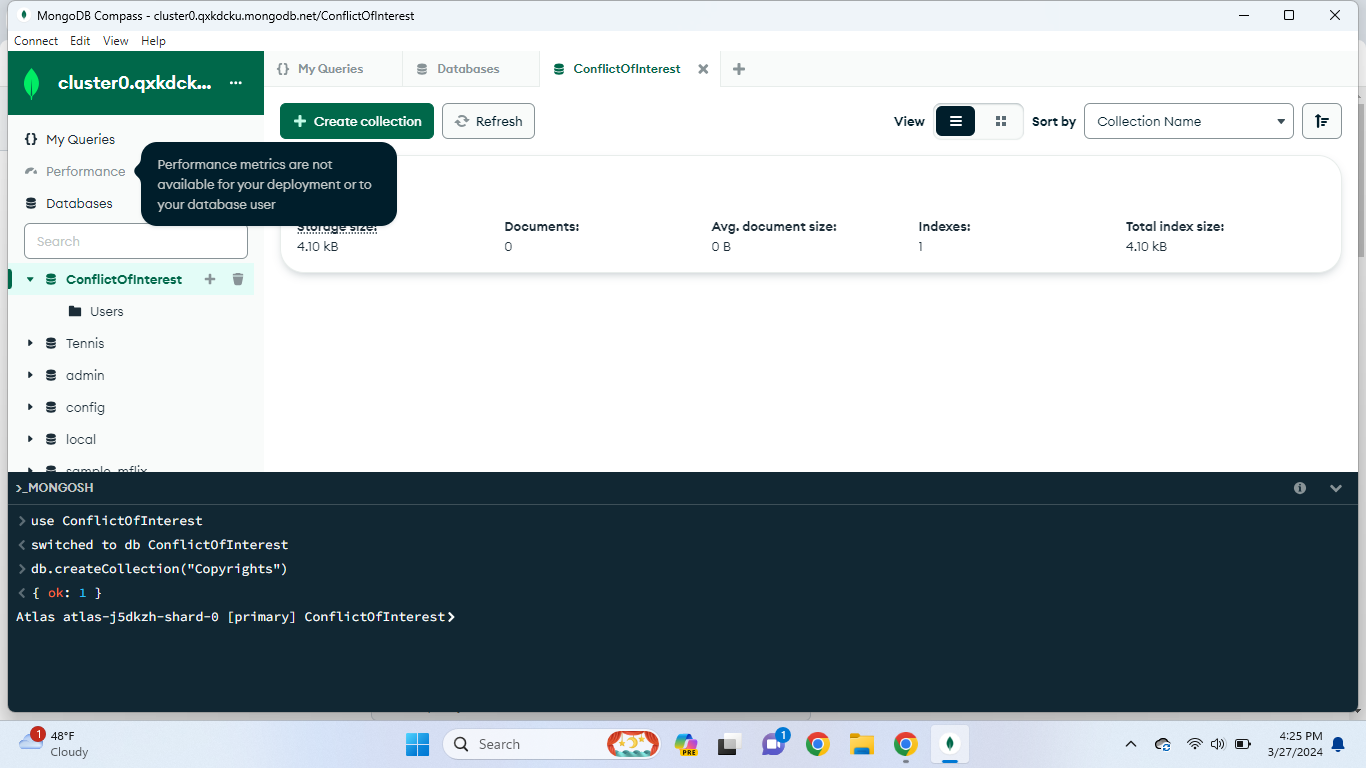 MongoDB Compass - cluster0.qxkdcku.mongodb.net/ConflictOfInterest
Connect Edit View Help
cluster0.qxkdck... ...
{} My Queries
Databases
ConflictOfInterest
Create collection
Refresh
View
Sort by
Collection Name
{} My Queries
Performance
Performance metrics are not
available for your deployment or to
your database user
Databases
Search
Storage size:
4.10 kB
Documents:
0
Avg. document size:
0 B
Indexes:
1
Total index size:
4.10 kB
ConflictOfInterest
Users
Tennis
admin
config
local
sample_mflix
>_MONGOSH
> use ConflictOfInterest
< switched to db ConflictOfInterest
> db.createCollection("Copyrights")
< { ok: 1 }
Atlas atlas-j5dkzh-shard-0 [primary] ConflictOfInterest>
1
48°F
Cloudy
Search
PRE
1
4:25 PM
3/27/2024